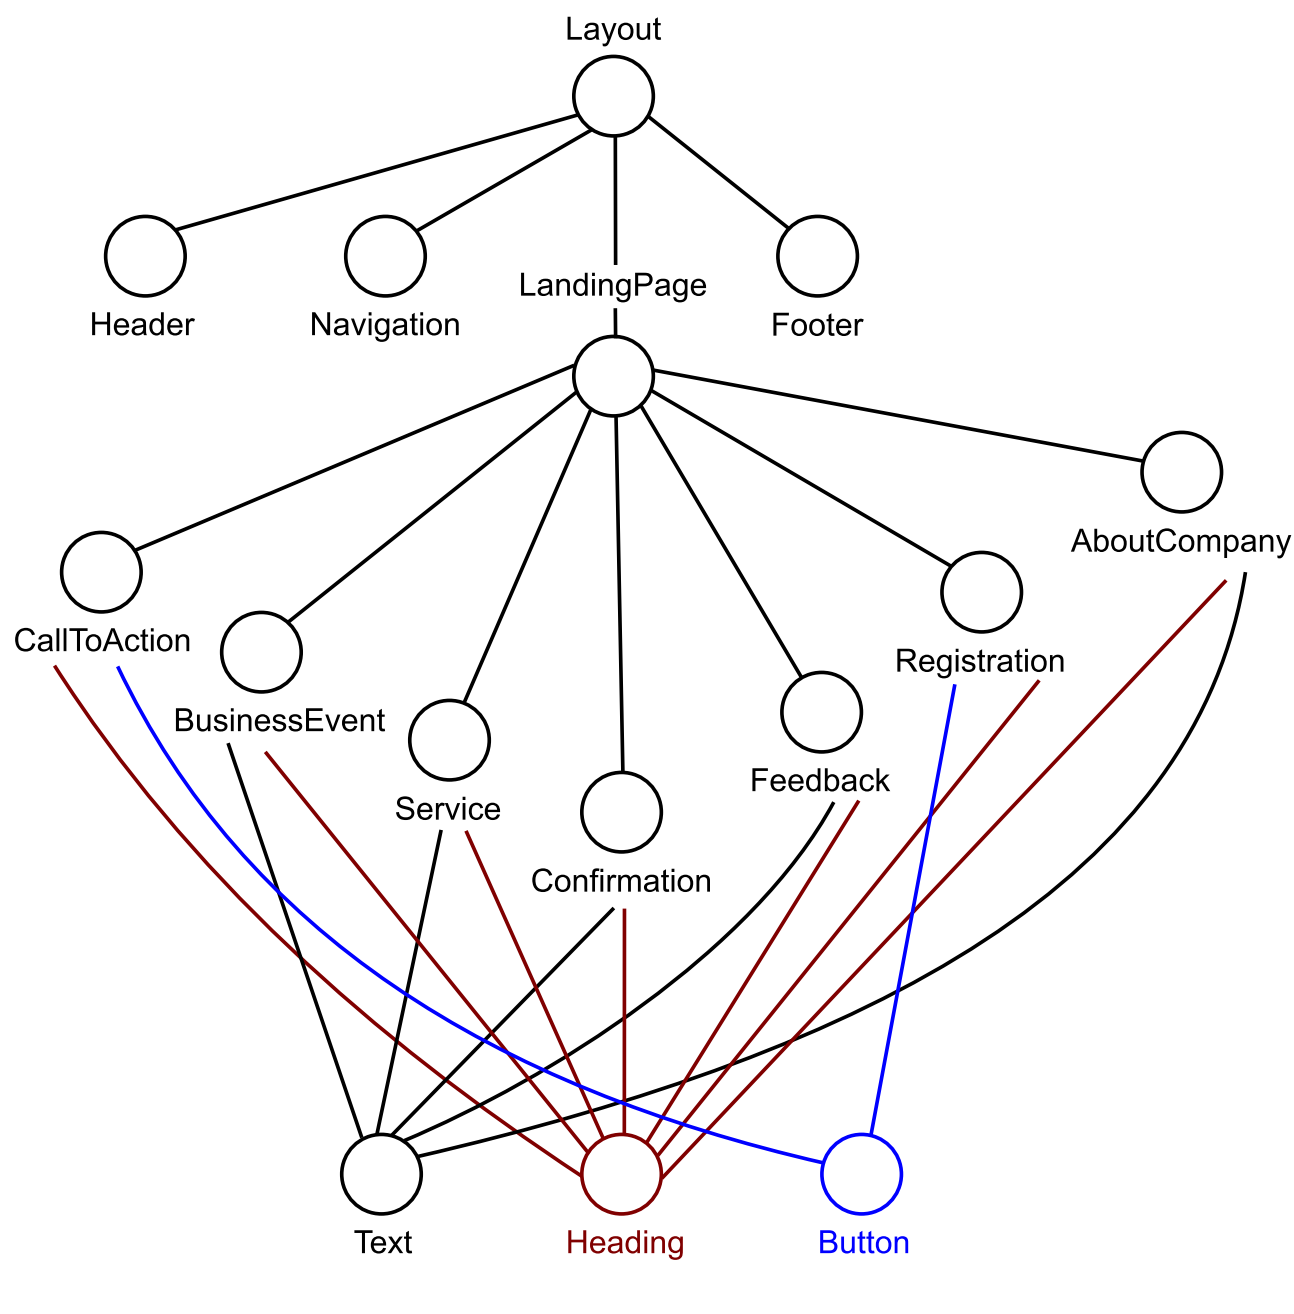 Layout
Header
Navigation
LandingPage
Footer
AboutCompany
CallToAction
Registration
BusinessEvent
Feedback
Service
Confirmation
Text
Heading
Button